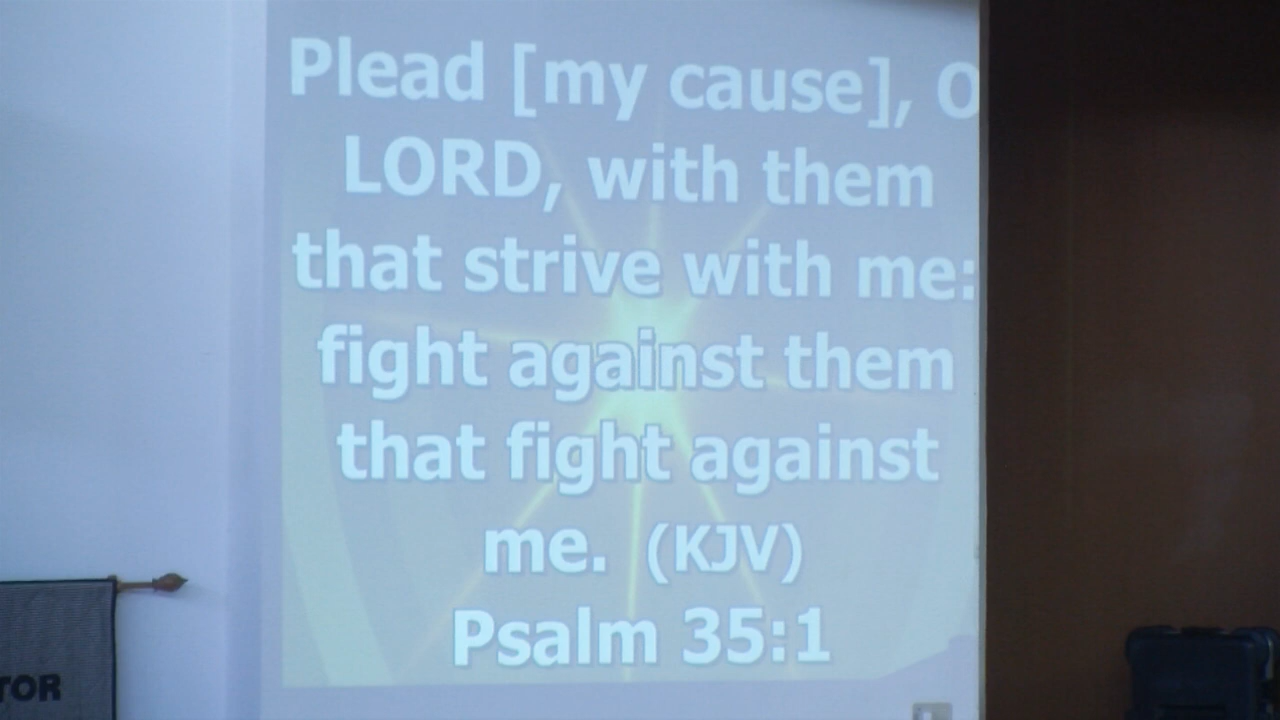 Plead [my cause], O
LORD, with them
that strive with me:
fight against them
that fight against
me. (KJV)
Psalm 35:1
TOR